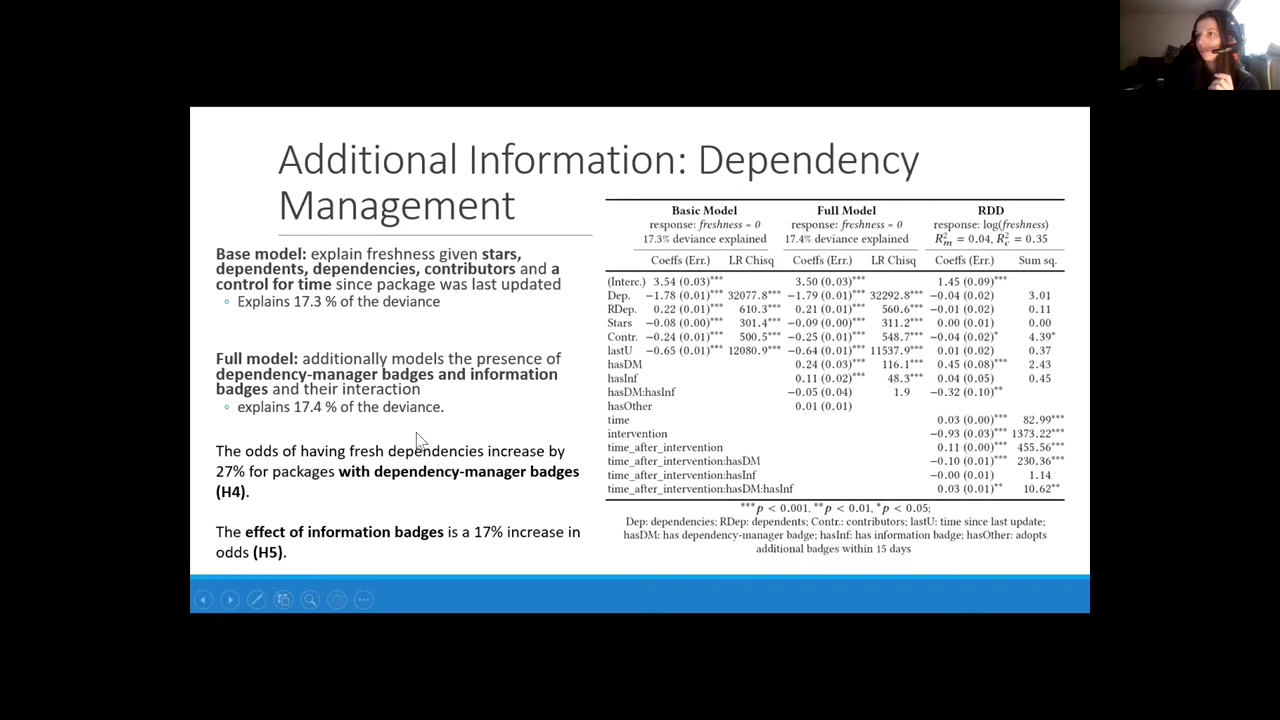 Additional Information: Dependency
Management
Base model: explain freshness given stars,
dependents, dependencies, contributors and a
control for time since package was last updated
◦ Explains 17.3 % of the deviance
Full model: additionally models the presence of
dependency-manager badges and information
badges and their interaction
◦ explains 17.4 % of the deviance.
The odds of having fresh dependencies increase by
27% for packages with dependency-manager badges
(H4).
The effect of information badges is a 17% increase in
odds (H5).
Basic Model Full Model RDD
response: freshness = 0 response: freshness = 0 response: log(freshness)
17.3% deviance explained 17.4% deviance explained R²m = 0.04, R²c = 0.35
Coeffs (Err.) LR Chisq Coeffs (Err.) LR Chisq Coeffs (Err.) Sum sq.
(Interc.) 3.54 (0.03)*** 3.50 (0.03)*** 1.45 (0.09)***
Dep. −1.78 (0.01)*** 32077.8*** −1.79 (0.01)*** 32292.8*** −0.04 (0.02) 3.01
RDep. 0.22 (0.01)*** 610.3*** 0.21 (0.01)*** 560.6*** −0.01 (0.02) 0.11
Stars −0.08 (0.00)*** 301.4*** −0.09 (0.00)*** 311.2*** 0.00 (0.01) 0.00
Contr. −0.24 (0.01)*** 500.5*** −0.25 (0.01)*** 548.7*** −0.04 (0.02)* 4.39*
lastU −0.65 (0.01)*** 12080.9*** −0.64 (0.01)*** 11537.9*** 0.01 (0.02) 0.37
hasDM 0.24 (0.03)*** 116.1*** 0.45 (0.08)*** 2.43
hasInf 0.11 (0.02)*** 48.3*** 0.04 (0.05) 0.45
hasDM:hasInf −0.05 (0.04) 1.9 −0.32 (0.10)**
hasOther 0.01 (0.01)
time 0.03 (0.00)*** 82.99***
intervention −0.93 (0.03)*** 1373.22***
time_after_intervention 0.11 (0.00)*** 455.56***
time_after_intervention:hasDM −0.10 (0.01)*** 230.36***
time_after_intervention:hasInf −0.00 (0.01) 1.14
time_after_intervention:hasDM:hasInf 0.03 (0.01)** 10.62**
***p < 0.001, **p < 0.01, *p < 0.05;
Dep: dependencies; RDep: dependents; Contr.: contributors; lastU: time since last update;
hasDM: has dependency-manager badge; hasInf: has information badge; hasOther: adopts
additional badges within 15 days